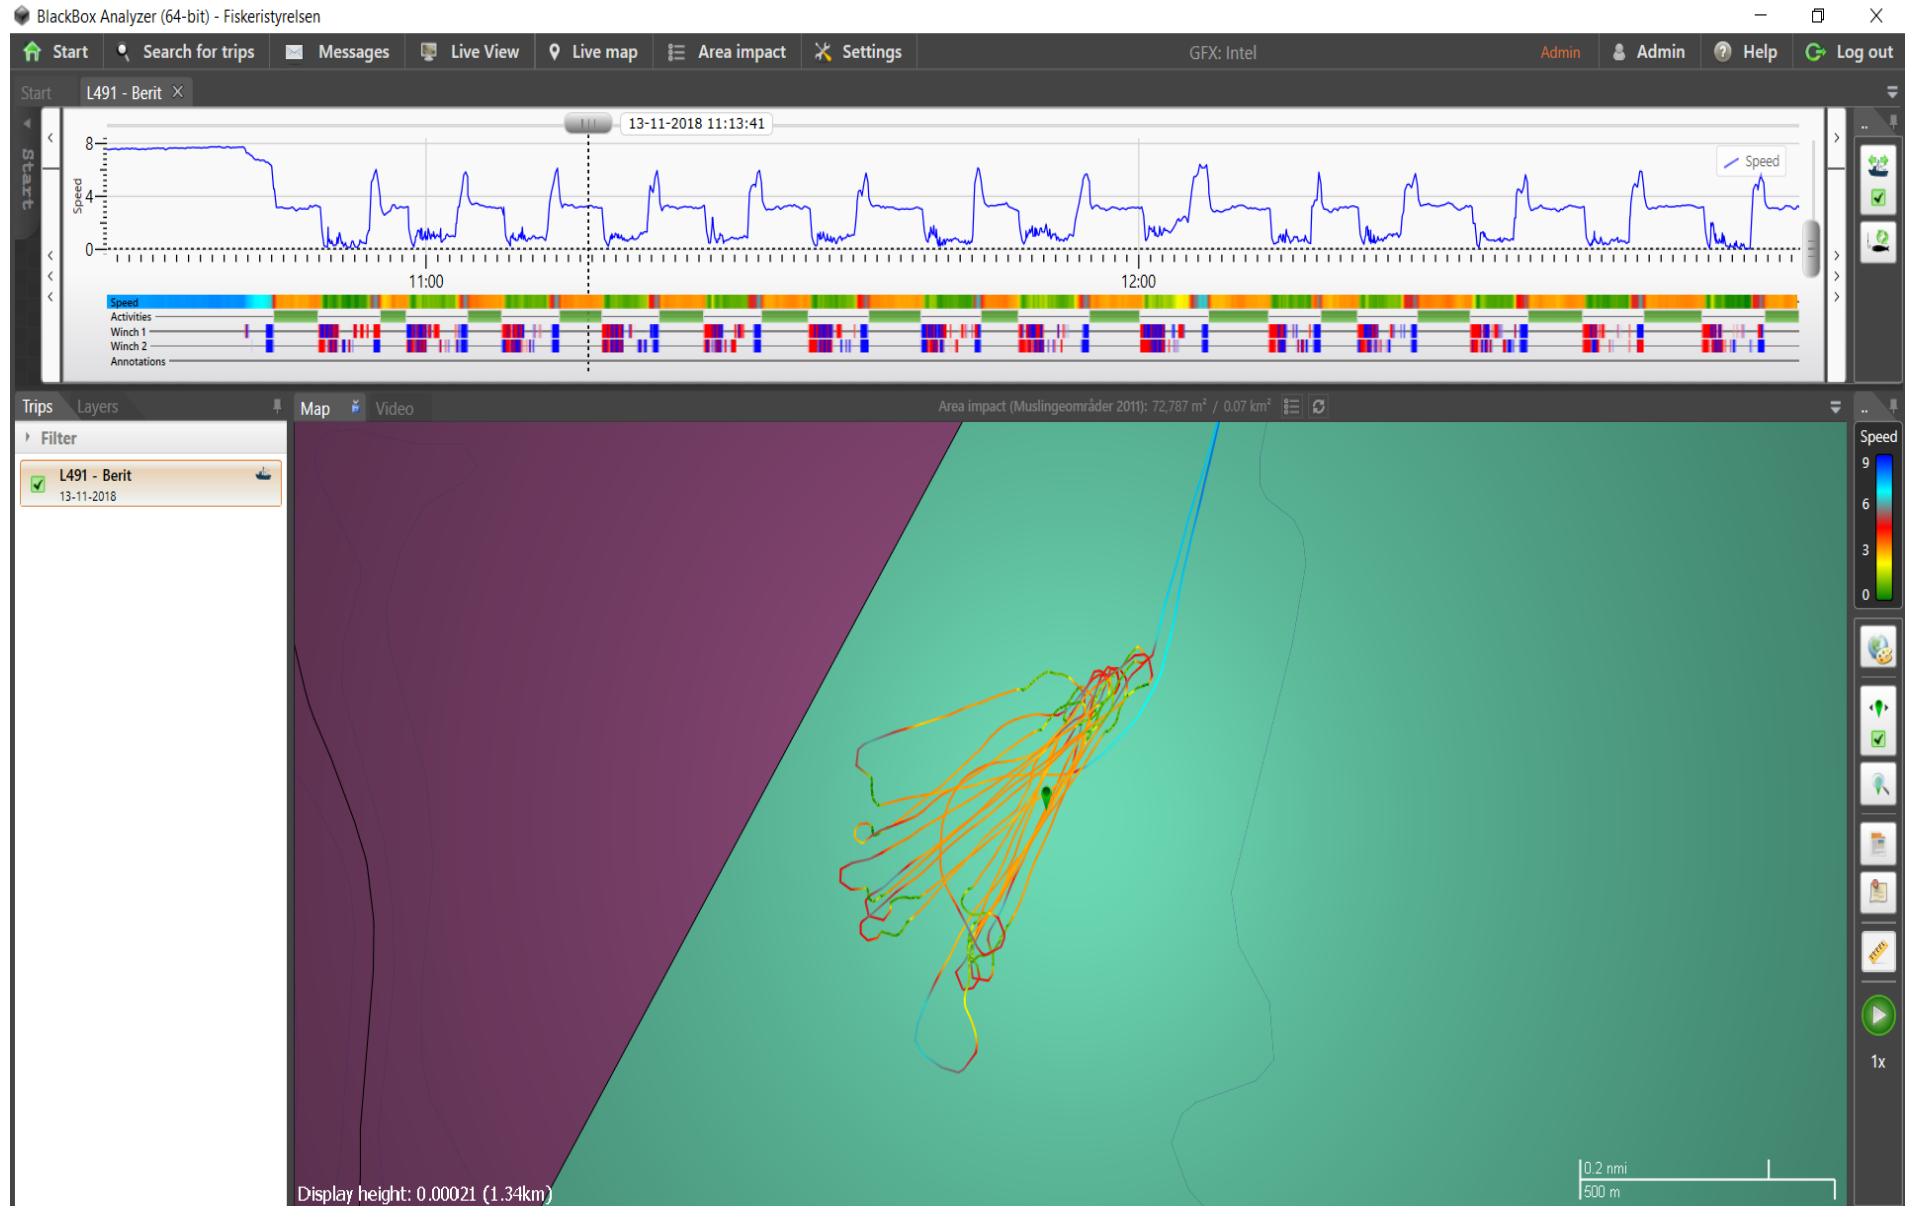 BlackBox Analyzer (64-bit) - Fiskeristyrelsen
Start Search for trips Messages Live View Live map Area impact Settings GFX: Intel Admin Admin Help Log out
Start L491 - Berit
Start
13-11-2018 11:13:41
Speed
8
4
0
Speed
11:00 12:00
Speed
Activities
Winch 1
Winch 2
Annotations
Trips Layers
Filter
L491 - Berit
13-11-2018
Map Video Area impact (Muslingeområder 2011): 72,787 m² / 0.07 km²
Speed
9
6
3
0
1x
0.2 nmi
500 m
Display height: 0.00021 (1.34km)